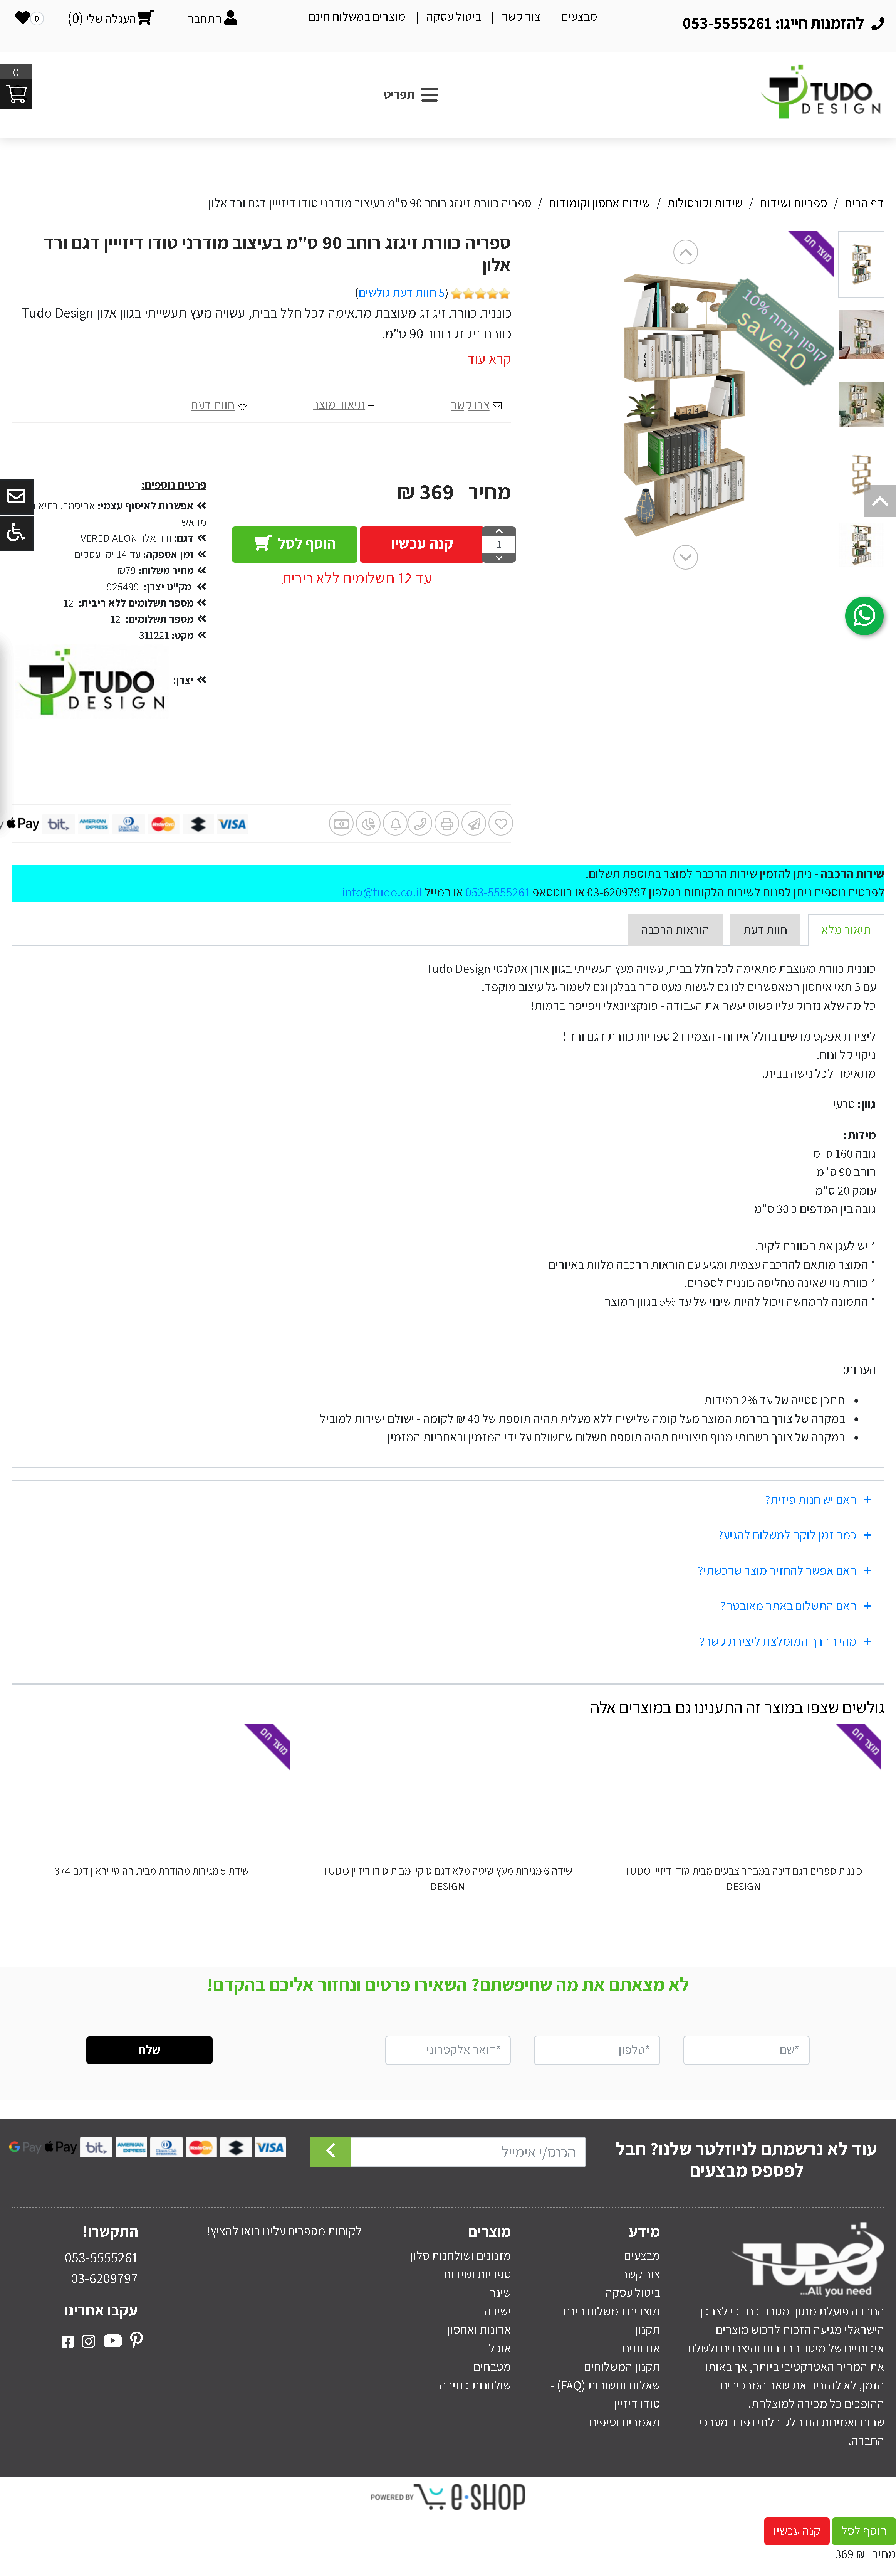 להזמנות חייגו: 053-5555261
מבצעים | צור קשר | ביטול עסקה | מוצרים במשלוח חינם
התחבר
העגלה שלי (0)
0
0
TUDO
DESIGN
תפריט
דף הבית / ספריות ושידות / שידות וקונסולות / שידות אחסון וקומודות / ספריה כוורת זיגזג רוחב 90 ס"מ בעיצוב מודרני טודו דיזייין דגם ורד אלון
מוצר חם
קופון הנחה 10%
save10
ספריה כוורת זיגזג רוחב 90 ס"מ בעיצוב מודרני טודו דיזייין דגם ורד
אלון
(5 חוות דעת גולשים)
כוננית כוורת זיג זג מעוצבת מתאימה לכל חלל בבית, עשויה מעץ תעשייתי בגוון אלון Tudo Design
כוורת זיג זג רוחב 90 ס"מ.
קרא עוד
צרו קשר
+ תיאור מוצר
חוות דעת
מחיר 369 ₪
1
קנה עכשיו
הוסף לסל
עד 12 תשלומים ללא ריבית
פרטים נוספים:
אפשרות לאיסוף עצמי: אחיסמך, בתיאום
מראש
דגם: ורד אלון VERED ALON
זמן אספקה: עד 14 ימי עסקים
מחיר משלוח: 79₪
מק"ט יצרן: 925499
מספר תשלומים ללא ריבית: 12
מספר תשלומים: 12
מקט: 311221
יצרן:
TUDO
DESIGN
Pay bit AMERICAN EXPRESS Diners Club mastercard VISA
שירות הרכבה - ניתן להזמין שירות הרכבה למוצר בתוספת תשלום.
לפרטים נוספים ניתן לפנות לשירות הלקוחות בטלפון 03-6209797 או בווטסאפ 053-5555261 או במייל info@tudo.co.il
תיאור מלא
חוות דעת
הוראות הרכבה
כוננית כוורת מעוצבת מתאימה לכל חלל בבית, עשויה מעץ תעשייתי בגוון אורן אטלנטי Tudo Design
עם 5 תאי איחסון המאפשרים לנו גם לעשות מעט סדר בבלגן וגם לשמור על עיצוב מוקפד.
כל מה שלא נזרוק עליו פשוט יעשה את העבודה - פונקציונאלי ויפייפה ברמות!
ליצירת אפקט מרשים בחלל אירוח - הצמידו 2 ספריות כוורת דגם ורד !
ניקוי קל ונוח.
מתאימה לכל נישה בבית.
גוון: טבעי
מידות:
גובה 160 ס"מ
רוחב 90 ס"מ
עומק 20 ס"מ
גובה בין המדפים כ 30 ס"מ
* יש לעגן את הכוורת לקיר.
* המוצר מותאם להרכבה עצמית ומגיע עם הוראות הרכבה מלוות באיורים
* כוורת נוי שאינה מחליפה כוננית לספרים.
* התמונה להמחשה ויכול להיות שינוי של עד 5% בגוון המוצר
הערות:
• תתכן סטייה של עד 2% במידות
• במקרה של צורך בהרמת המוצר מעל קומה שלישית ללא מעלית תהיה תוספת של 40 ₪ לקומה - ישולם ישירות למוביל
• במקרה של צורך בשרותי מנוף חיצוניים תהיה תוספת תשלום שתשולם על ידי המזמין ובאחריות המזמין
+ האם יש חנות פיזית?
+ כמה זמן לוקח למשלוח להגיע?
+ האם אפשר להחזיר מוצר שרכשתי?
+ האם התשלום באתר מאובטח?
+ מהי הדרך המומלצת ליצירת קשר?
גולשים שצפו במוצר זה התענינו גם במוצרים אלה
מוצר חם
מוצר חם
כוננית ספרים דגם דינה במבחר צבעים מבית טודו דיזיין TUDO
DESIGN
שידה 6 מגירות מעץ שיטה מלא דגם טוקיו מבית טודו דיזיין TUDO
DESIGN
שידת 5 מגירות מהודרת מבית רהיטי יראון דגם 374
לא מצאתם את מה שחיפשתם? השאירו פרטים ונחזור אליכם בהקדם!
*שם
*טלפון
*דואר אלקטרוני
שלח
עוד לא נרשמתם לניוזלטר שלנו? חבל
לפספס מבצעים
הכנס/י אימייל
G Pay Pay bit AMERICAN EXPRESS Diners Club mastercard VISA
TUDO
All you need...
החברה פועלת מתוך מטרה כנה כי לצרכן
הישראלי מגיעה הזכות לרכוש מוצרים
איכותיים של מיטב החברות והיצרנים ולשלם
את המחיר האטרקטיבי ביותר, אך באותו
הזמן, לא להזניח את שאר המרכיבים
ההופכים כל מכירה למוצלחת.
שרות ואמינות הם חלק בלתי נפרד מערכי
החברה.
מידע
מבצעים
צור קשר
ביטול עסקה
מוצרים במשלוח חינם
תקנון
אודותינו
תקנון המשלוחים
שאלות ותשובות (FAQ) -
טודו דיזיין
מאמרים וטיפים
מוצרים
מזנונים ושולחנות סלון
ספריות ושידות
שינה
ישיבה
ארונות ואחסון
אוכל
מטבחים
שולחנות כתיבה
לקוחות מספרים עלינו בואו להציץ!
התקשרו!
053-5555261
03-6209797
עקבו אחרינו
POWERED BY e-SHOP
הוסף לסל
קנה עכשיו
מחיר 369 ₪